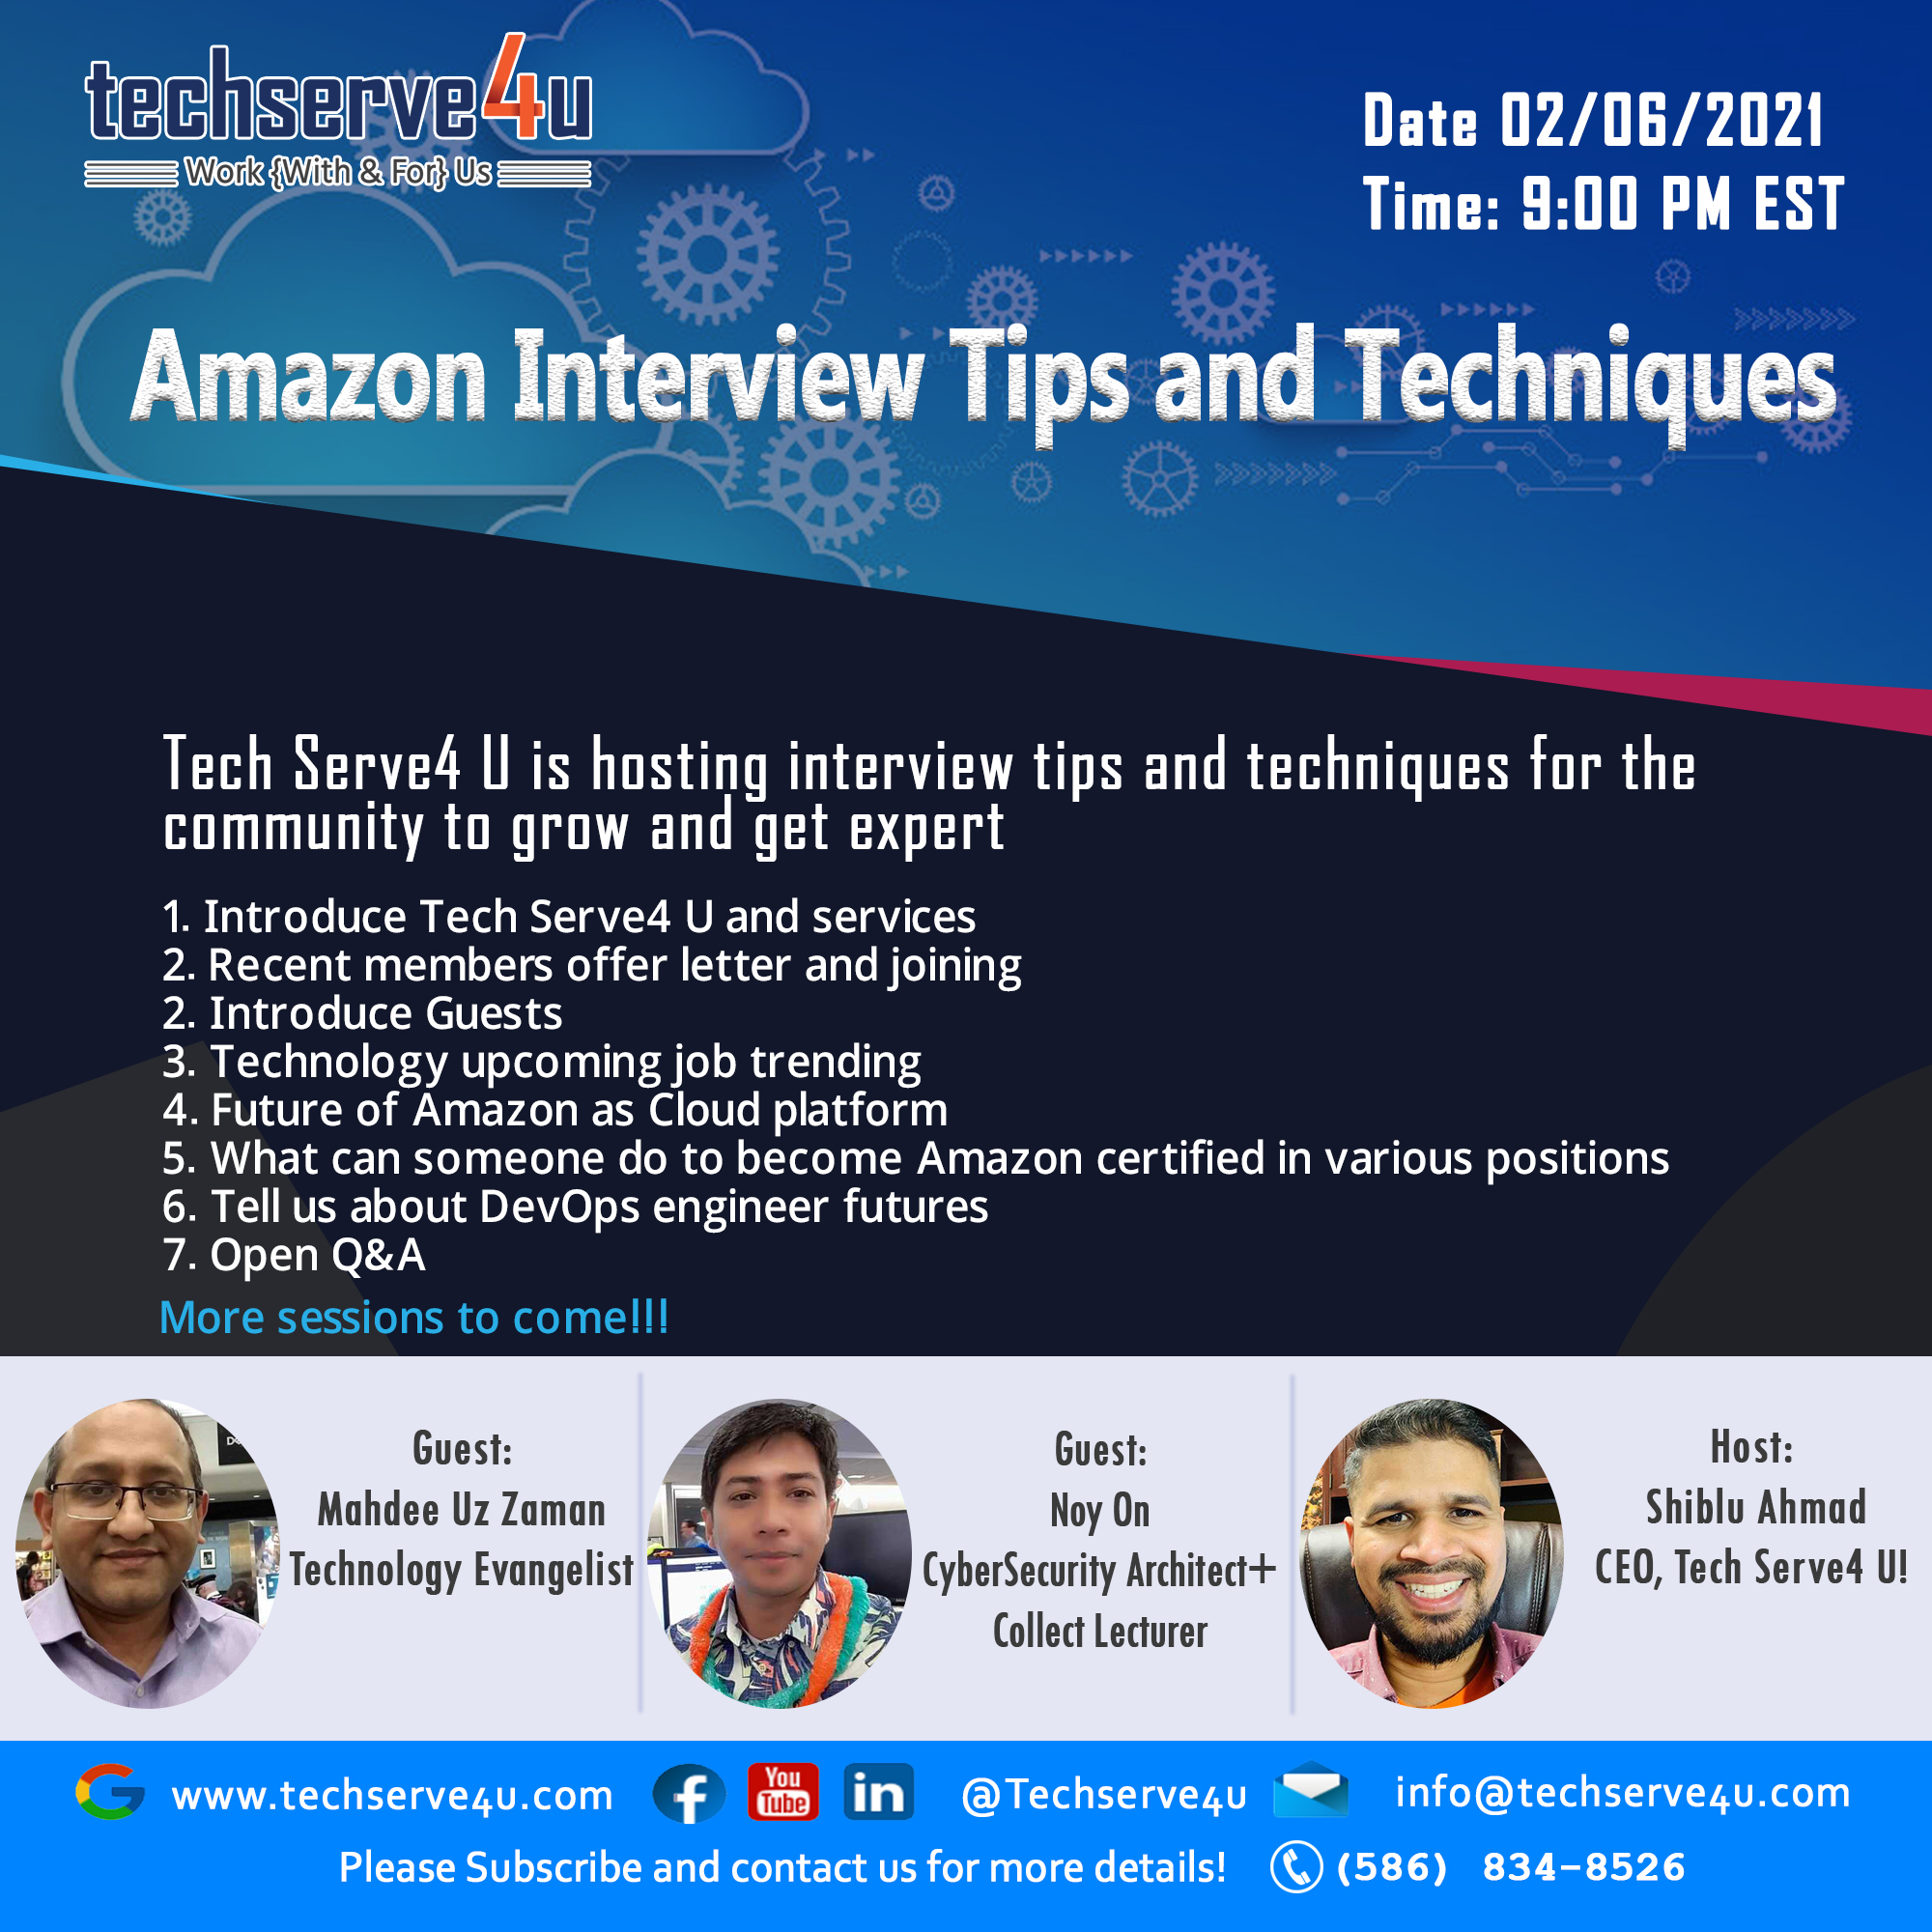 techserve4u
Work {With & For} Us
Date 02/06/2021
Time: 9:00 PM EST
Amazon Interview Tips and Techniques
Tech Serve4 U is hosting interview tips and techniques for the
community to grow and get expert
1. Introduce Tech Serve4 U and services
2. Recent members offer letter and joining
2. Introduce Guests
3. Technology upcoming job trending
4. Future of Amazon as Cloud platform
5. What can someone do to become Amazon certified in various positions
6. Tell us about DevOps engineer futures
7. Open Q&A
More sessions to come!!!
Guest:
Mahdee Uz Zaman
Technology Evangelist
Guest:
Noy On
CyberSecurity Architect+
Collect Lecturer
Host:
Shiblu Ahmad
CEO, Tech Serve4 U!
www.techserve4u.com
You
Tube
in
@Techserve4u
info@techserve4u.com
Please Subscribe and contact us for more details!
(586) 834-8526